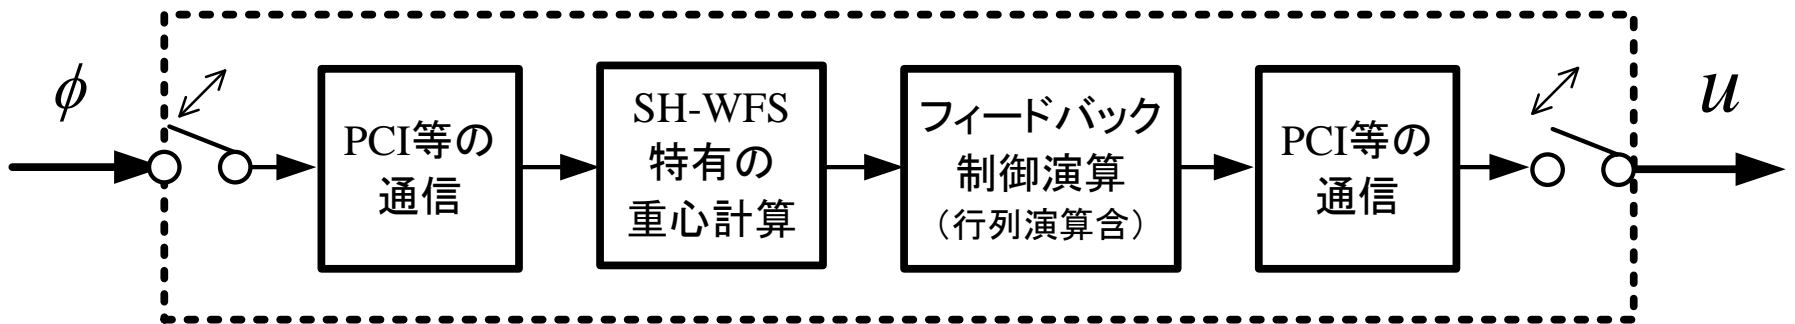 ϕ
PCI等の
通信
SH-WFS
特有の
重心計算
フィードバック
制御演算
（行列演算含）
PCI等の
通信
u